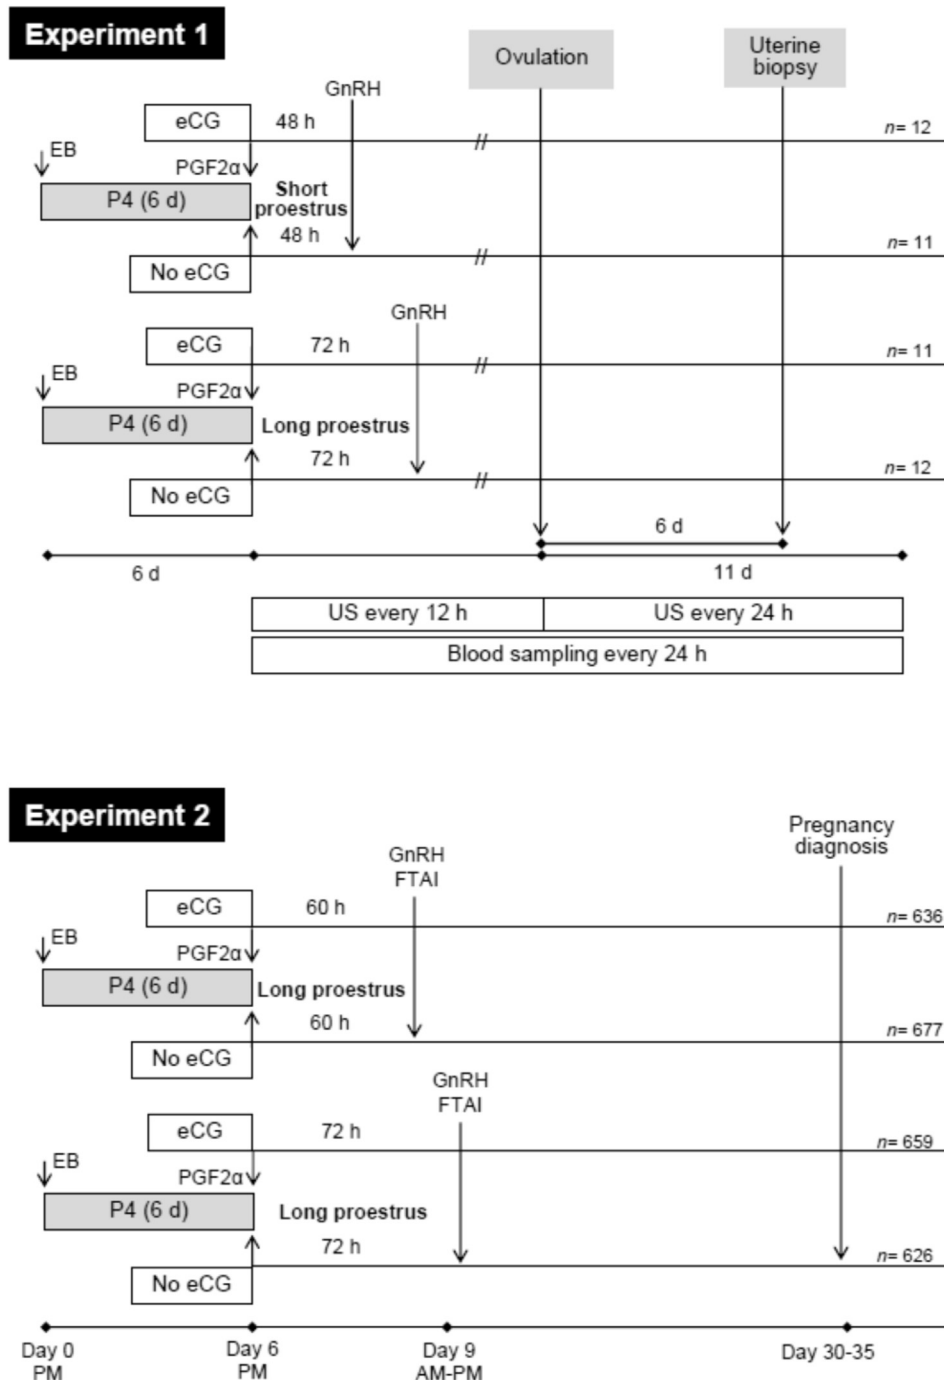 Experiment 1
Ovulation
Uterine
biopsy
GnRH
eCG
48 h
n= 12
EB
PGF2α
P4 (6 d)
Short
proestrus
48 h
n= 11
No eCG
GnRH
eCG
72 h
n= 11
EB
PGF2α
P4 (6 d)
Long proestrus
72 h
n= 12
No eCG
6 d
6 d
11 d
US every 12 h
US every 24 h
Blood sampling every 24 h
Experiment 2
Pregnancy
diagnosis
GnRH
FTAI
eCG
60 h
n= 636
EB
PGF2α
P4 (6 d)
Long proestrus
60 h
n= 677
No eCG
GnRH
FTAI
eCG
72 h
n= 659
EB
PGF2α
P4 (6 d)
Long proestrus
72 h
n= 626
No eCG
Day 0
PM
Day 6
PM
Day 9
AM-PM
Day 30-35